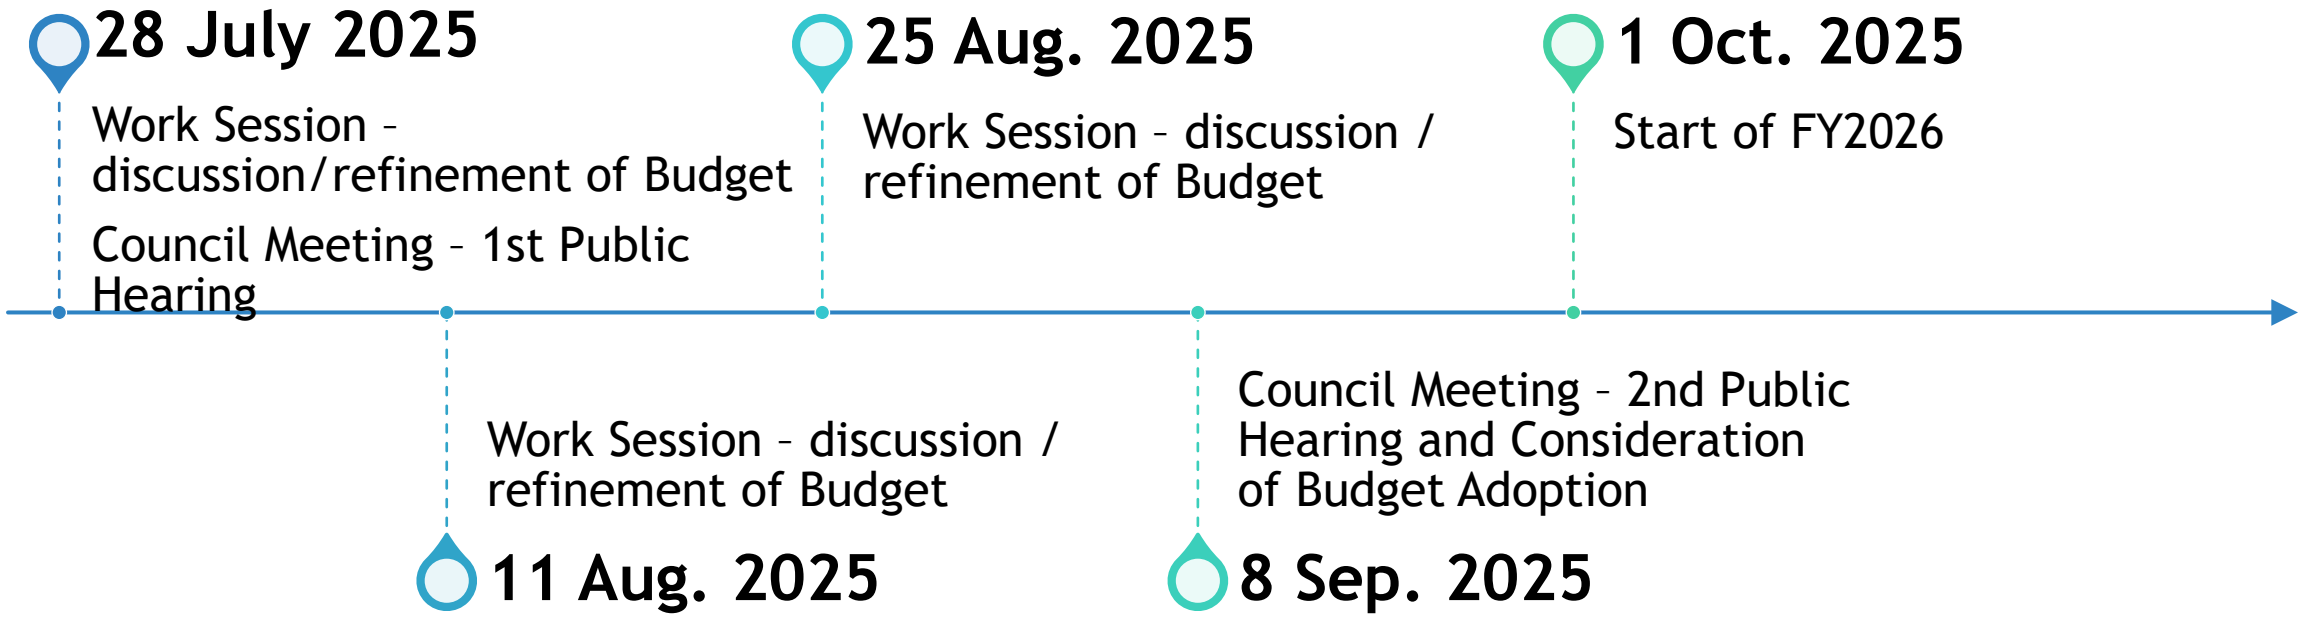 28 July 2025
Work Session –
discussion/refinement of Budget
Council Meeting – 1st Public
Hearing
11 Aug. 2025
Work Session – discussion /
refinement of Budget
25 Aug. 2025
Work Session – discussion /
refinement of Budget
8 Sep. 2025
Council Meeting – 2nd Public
Hearing and Consideration
of Budget Adoption
1 Oct. 2025
Start of FY2026